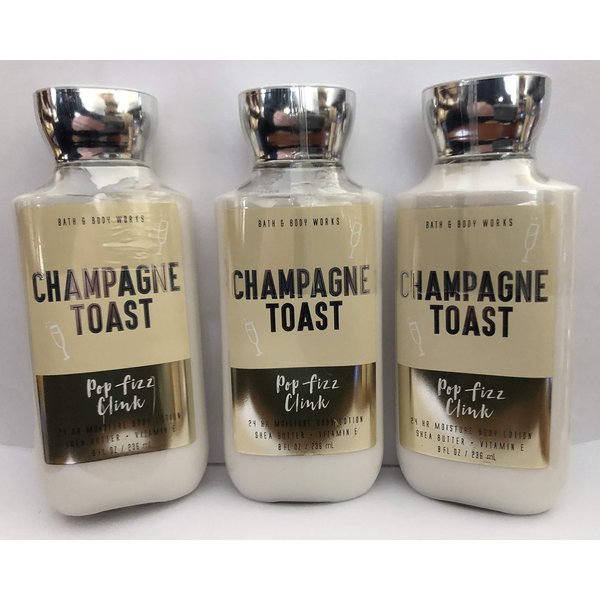 BATH & BODY WORKS
CHAMPAGNE
TOAST
Pop Fizz
Clink
24 HR MOISTURE BODY LOTION
SHEA BUTTER • VITAMIN E
8 FL OZ / 236 mL
BATH & BODY WORKS
CHAMPAGNE
TOAST
Pop Fizz
Clink
24 HR MOISTURE BODY LOTION
SHEA BUTTER • VITAMIN E
8 FL OZ / 236 mL
BATH & BODY WORKS
CHAMPAGNE
TOAST
Pop Fizz
Clink
24 HR MOISTURE BODY LOTION
SHEA BUTTER • VITAMIN E
8 FL OZ / 236 mL